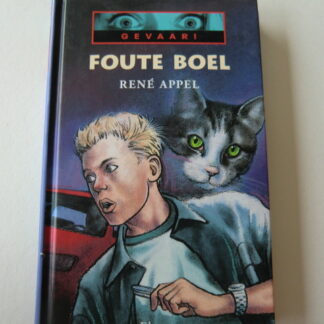 GEVAAR!
FOUTE BOEL
RENÉ APPEL